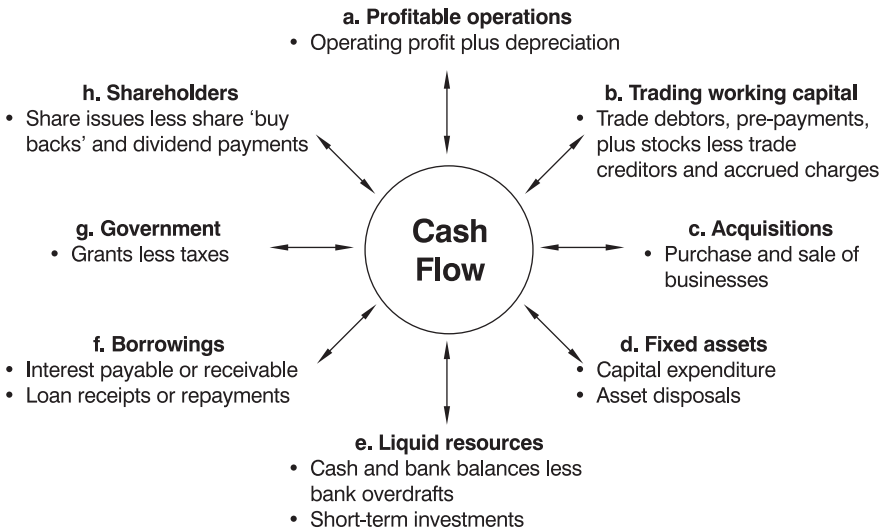 a. Profitable operations
• Operating profit plus depreciation
b. Trading working capital
• Trade debtors, pre-payments,
plus stocks less trade
creditors and accrued charges
c. Acquisitions
• Purchase and sale of
businesses
d. Fixed assets
• Capital expenditure
• Asset disposals
e. Liquid resources
• Cash and bank balances less
bank overdrafts
• Short-term investments
f. Borrowings
• Interest payable or receivable
• Loan receipts or repayments
g. Government
• Grants less taxes
h. Shareholders
• Share issues less share ‘buy
backs’ and dividend payments
Cash
Flow